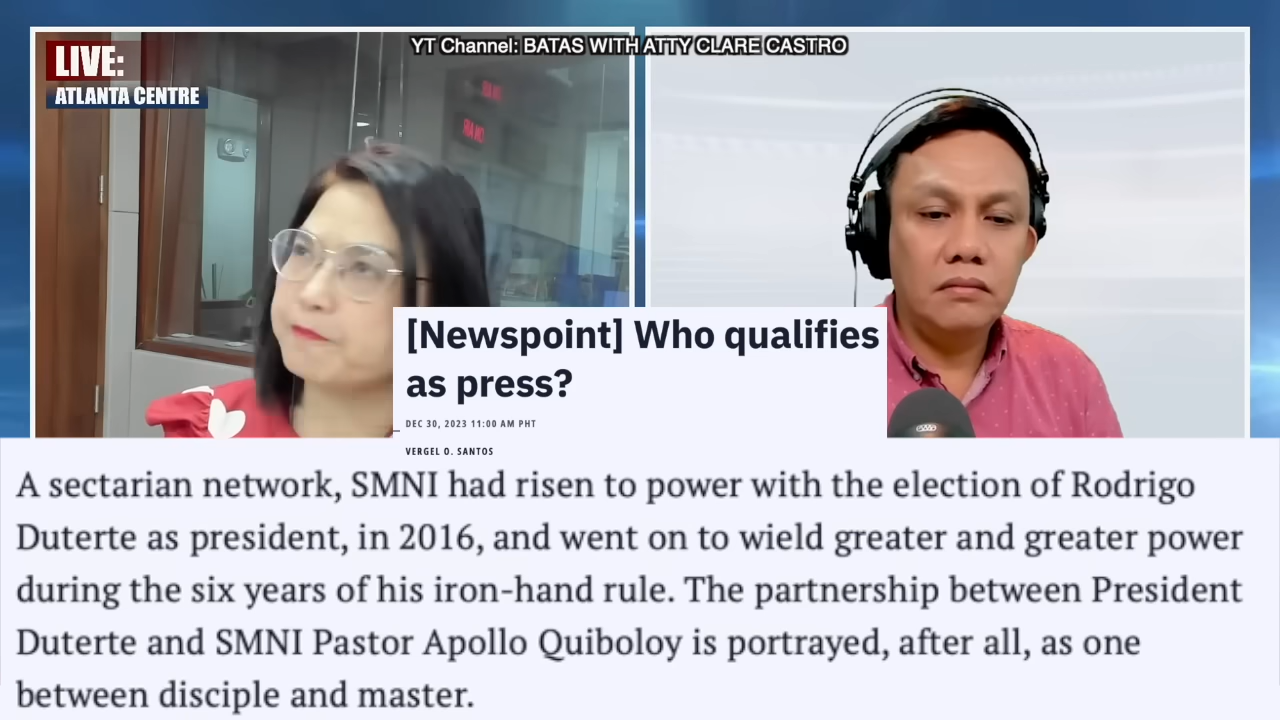 YT Channel: BATAS WITH ATTY CLARE CASTRO
LIVE:
ATLANTA CENTRE
[Newspoint] Who qualifies
as press?
DEC 30, 2023 11:00 AM PHT
VERGEL O. SANTOS
A sectarian network, SMNI had risen to power with the election of Rodrigo
Duterte as president, in 2016, and went on to wield greater and greater power
during the six years of his iron-hand rule. The partnership between President
Duterte and SMNI Pastor Apollo Quiboloy is portrayed, after all, as one
between disciple and master.